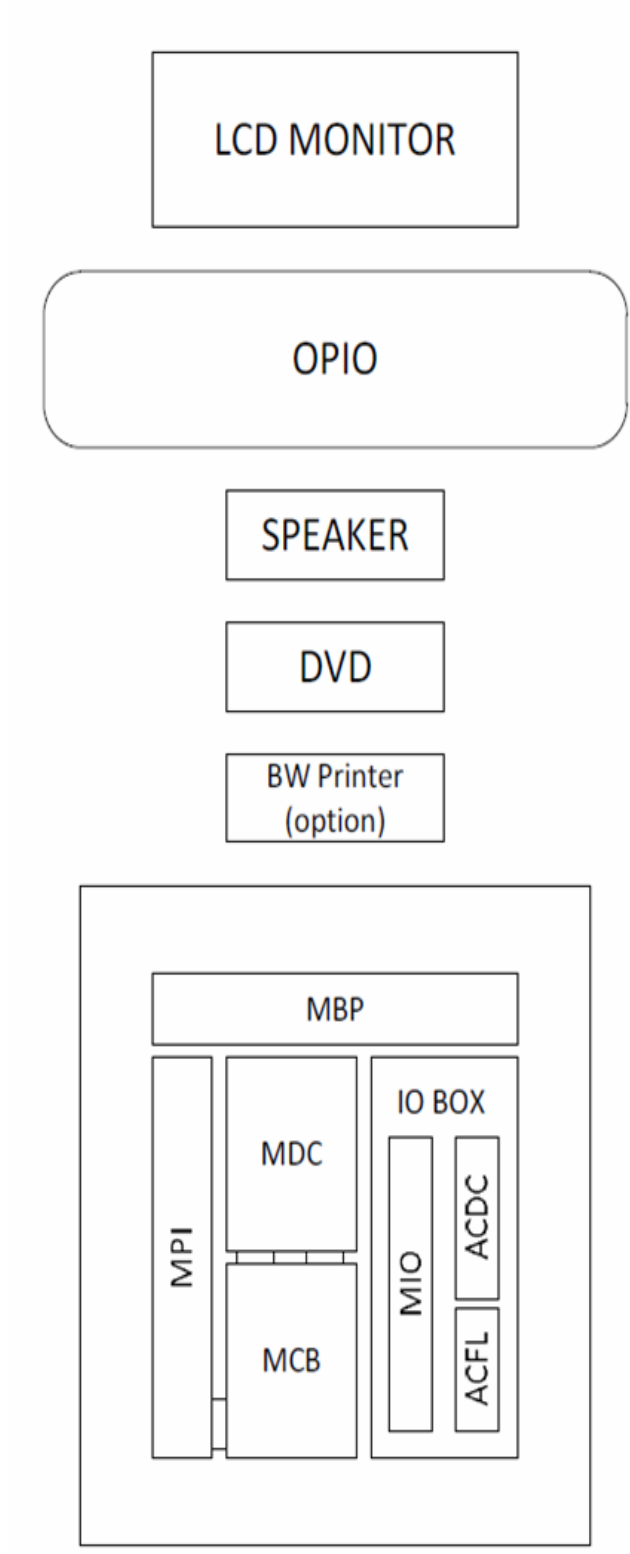 LCD MONITOR
OPIO
SPEAKER
DVD
BW Printer
(option)
MBP
MPI
MDC
MCB
IO BOX
MIO
ACDC
ACFL